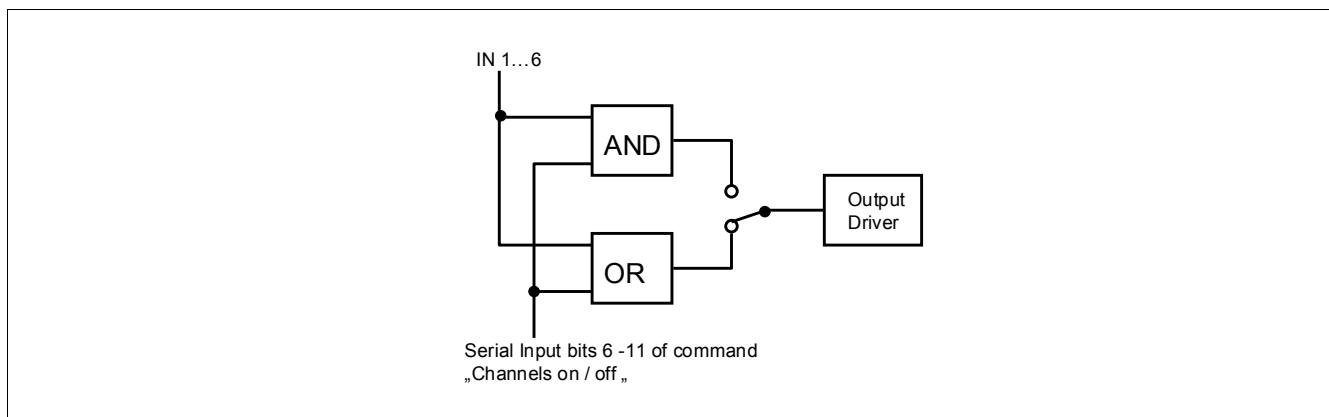 IN 1...6
AND
Output
Driver
OR
Serial Input bits 6 -11 of command
„Channels on / off „